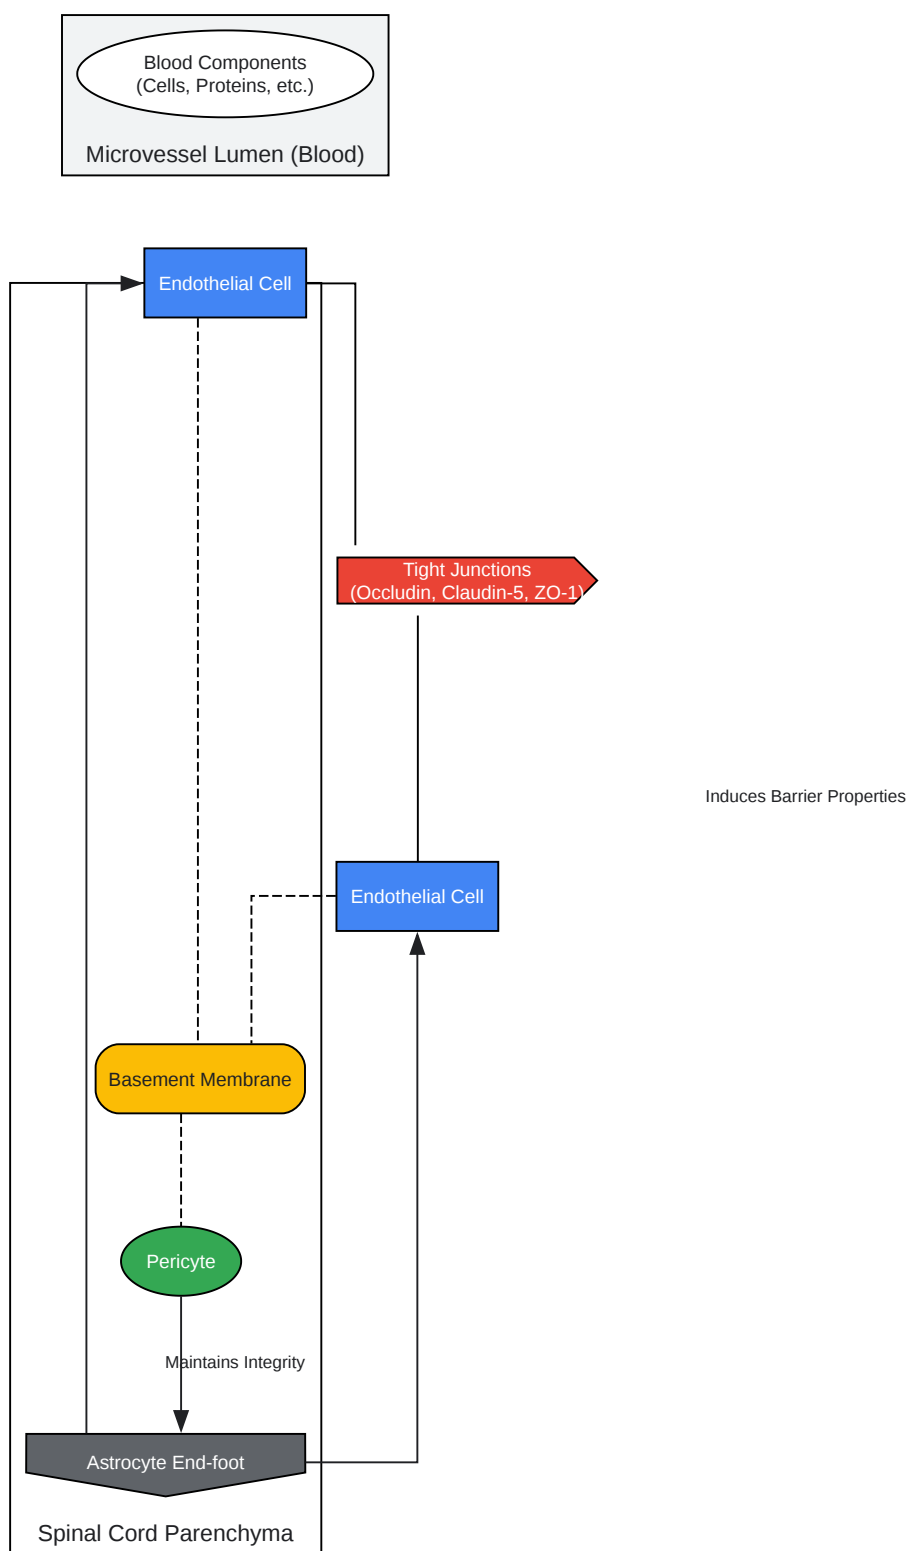 Blood Components
(Cells, Proteins, etc.)
Microvessel Lumen (Blood)
Endothelial Cell
Tight Junctions
(Occludin, Claudin-5, ZO-1)
Induces Barrier Properties
Endothelial Cell
Basement Membrane
Pericyte
Maintains Integrity
Astrocyte End-foot
Spinal Cord Parenchyma